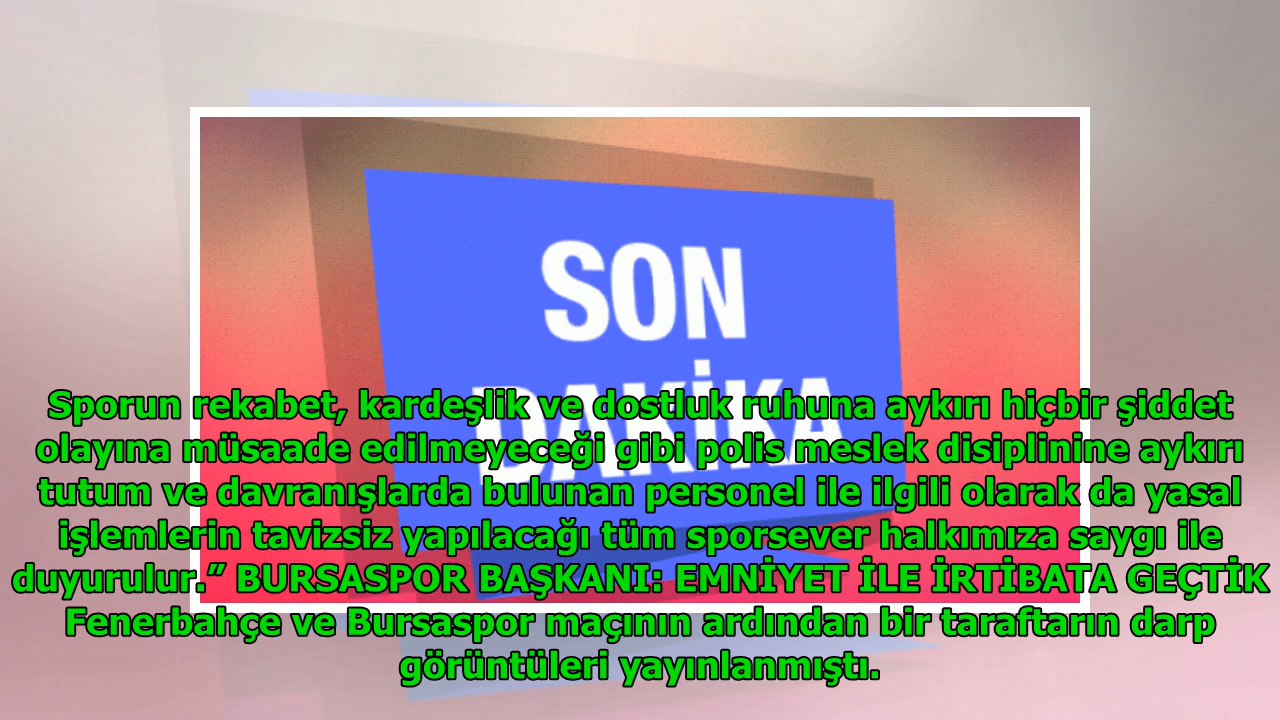 SON
DAKİKA
Sporun rekabet, kardeşlik ve dostluk ruhuna aykırı hiçbir şiddet
olayına müsaade edilmeyeceği gibi polis meslek disiplinine aykırı
tutum ve davranışlarda bulunan personel ile ilgili olarak da yasal
işlemlerin tavizsiz yapılacağı tüm sporsever halkımıza saygı ile
duyurulur.” BURSASPOR BAŞKANI: EMNİYET İLE İRTİBATA GEÇTİK
Fenerbahçe ve Bursaspor maçının ardından bir taraftarın darp
görüntüleri yayınlanmıştı.